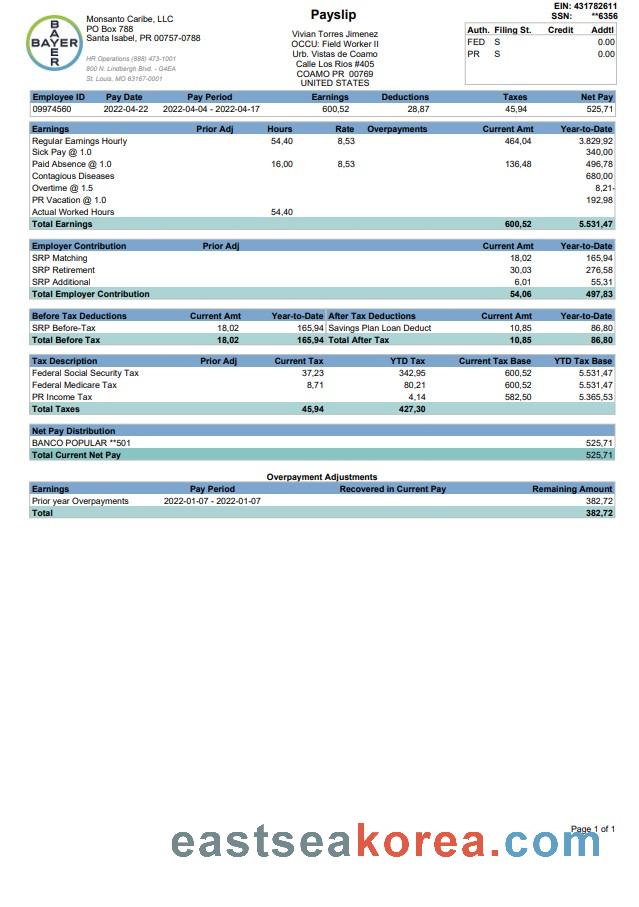 BAYER
BAYER
Monsanto Caribe, LLC
PO Box 788
Santa Isabel, PR 00757-0788
HR Operations (888) 473-1001
800 N. Lindbergh Blvd. - G4EA
St. Louis, MO 63167-0001
Payslip
Vivian Torres Jimenez
OCCU: Field Worker II
Urb. Vistas de Coamo
Calle Los Rios #405
COAMO PR 00769
UNITED STATES
EIN: 431782611
SSN: **6356
Auth. Filing St. Credit Addtl
FED S 0.00
PR S 0.00
Employee ID Pay Date Pay Period Earnings Deductions Taxes Net Pay
09974560 2022-04-22 2022-04-04 - 2022-04-17 600,52 28,87 45,94 525,71
Earnings Prior Adj Hours Rate Overpayments Current Amt Year-to-Date
Regular Earnings Hourly 54,40 8,53 464,04 3.829,92
Sick Pay @ 1.0 340,00
Paid Absence @ 1.0 16,00 8,53 136,48 496,78
Contagious Diseases 680,00
Overtime @ 1.5 8,21-
PR Vacation @ 1.0 192,98
Actual Worked Hours 54,40
Total Earnings 600,52 5.531,47
Employer Contribution Prior Adj Current Amt Year-to-Date
SRP Matching 18,02 165,94
SRP Retirement 30,03 276,58
SRP Additional 6,01 55,31
Total Employer Contribution 54,06 497,83
Before Tax Deductions Current Amt Year-to-Date After Tax Deductions Current Amt Year-to-Date
SRP Before-Tax 18,02 165,94 Savings Plan Loan Deduct 10,85 86,80
Total Before Tax 18,02 165,94 Total After Tax 10,85 86,80
Tax Description Prior Adj Current Tax YTD Tax Current Tax Base YTD Tax Base
Federal Social Security Tax 37,23 342,95 600,52 5.531,47
Federal Medicare Tax 8,71 80,21 600,52 5.531,47
PR Income Tax 4,14 582,50 5.365,53
Total Taxes 45,94 427,30
Net Pay Distribution
BANCO POPULAR **501 525,71
Total Current Net Pay 525,71
Overpayment Adjustments
Earnings Pay Period Recovered in Current Pay Remaining Amount
Prior year Overpayments 2022-01-07 - 2022-01-07 382,72
Total 382,72
Page 1 of 1
eastseakorea.com